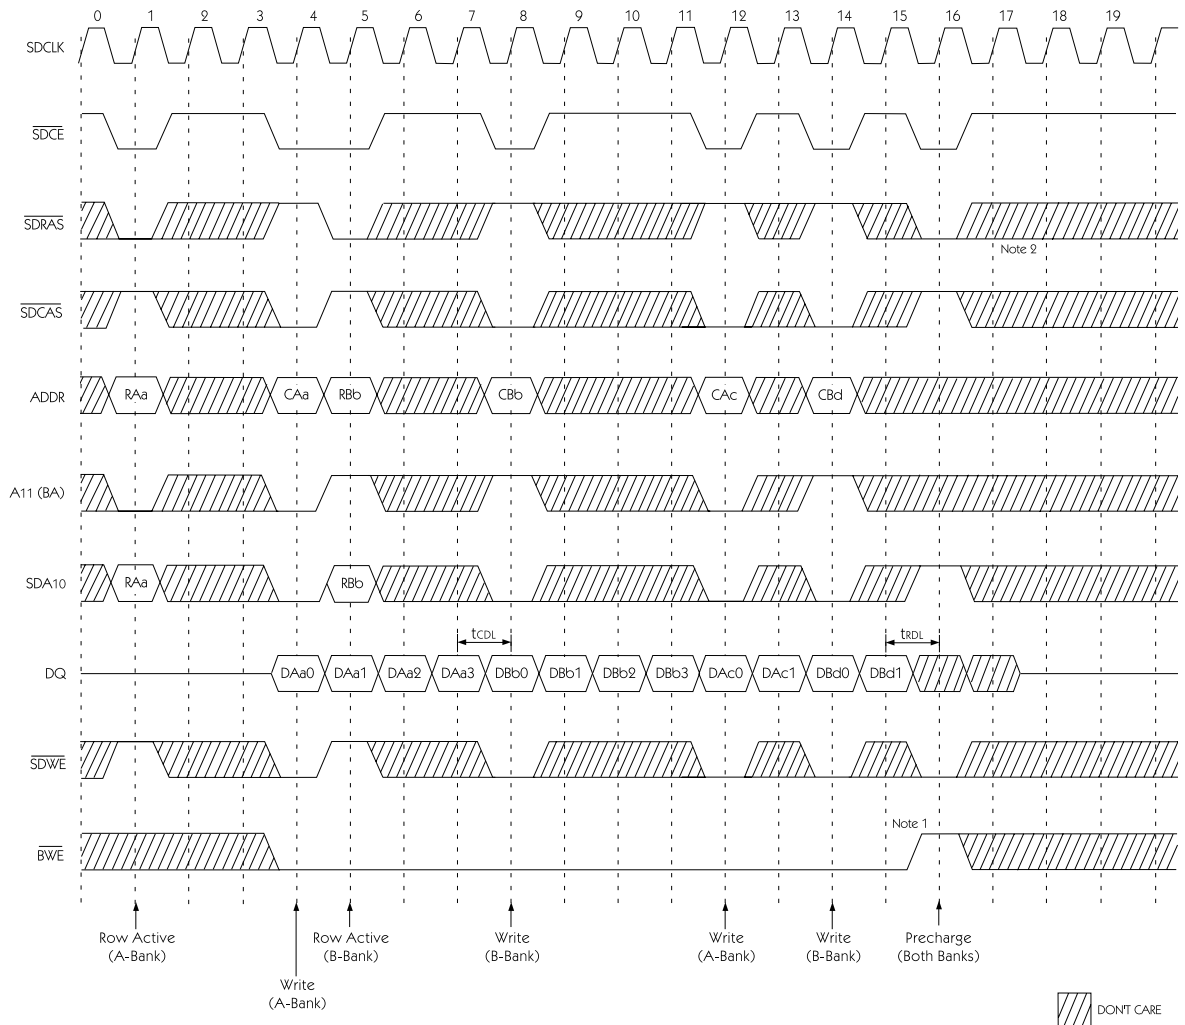 0 1 2 3 4 5 6 7 8 9 10 11 12 13 14 15 16 17 18 19
SDCLK
SDCE
SDRAS
Note 2
SDCAS
ADDR RAa CAa RBb CBb CAc CBd
A11 (BA)
SDA10 RAa RBb
tCDL tRDL
DQ DAa0 DAa1 DAa2 DAa3 DBb0 DBb1 DBb2 DBb3 DAc0 DAc1 DBd0 DBd1
SDWE
Note 1
BWE
Row Active
(A-Bank)
Write
(A-Bank)
Row Active
(B-Bank)
Write
(B-Bank)
Write
(A-Bank)
Write
(B-Bank)
Precharge
(Both Banks)
DON'T CARE